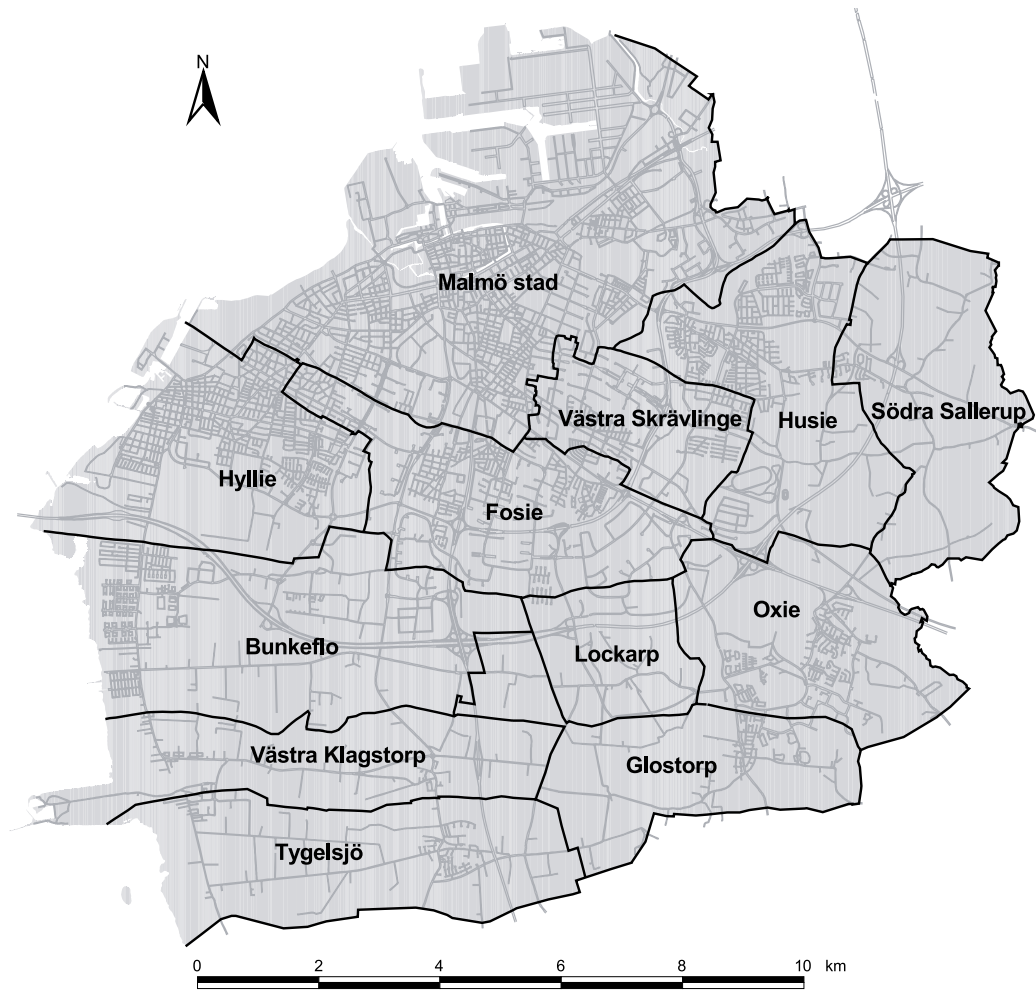 N
Malmö stad
Västra Skrävlinge
Husie
Södra Sallerup
Hyllie
Fosie
Oxie
Bunkeflo
Lockarp
Västra Klagstorp
Glostorp
Tygelsjö
0 2 4 6 8 10 km